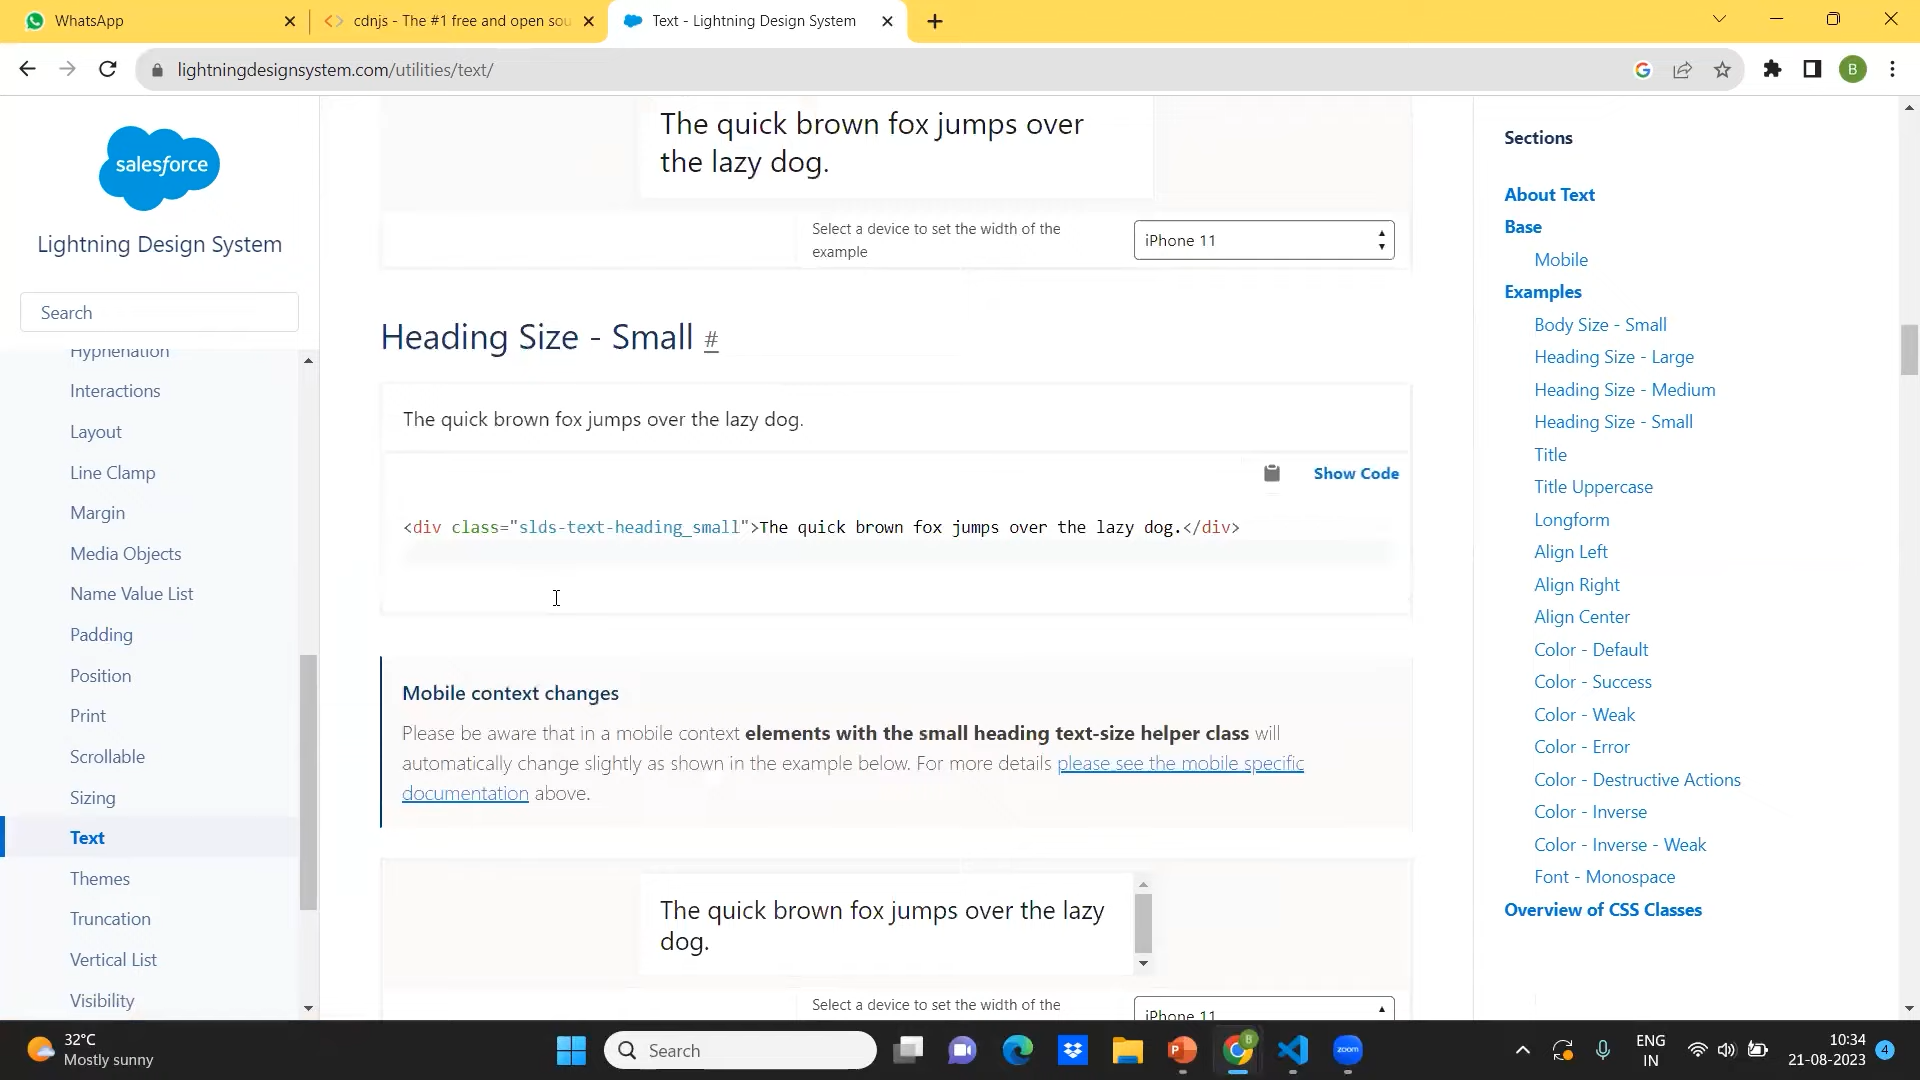 WhatsApp
<> cdnjs - The #1 free and open sou
Text - Lightning Design System
lightningdesignsystem.com/utilities/text/
B
salesforce
Lightning Design System
Search
Hyphenation
Interactions
Layout
Line Clamp
Margin
Media Objects
Name Value List
Padding
Position
Print
Scrollable
Sizing
Text
Themes
Truncation
Vertical List
Visibility
The quick brown fox jumps over
the lazy dog.
Select a device to set the width of the
example
iPhone 11
Heading Size - Small #
The quick brown fox jumps over the lazy dog.
Show Code
<div class="slds-text-heading_small">The quick brown fox jumps over the lazy dog.</div>
Mobile context changes
Please be aware that in a mobile context elements with the small heading text-size helper class will
automatically change slightly as shown in the example below. For more details please see the mobile specific
documentation above.
The quick brown fox jumps over the lazy
dog.
Select a device to set the width of the
iPhone 11
Sections
About Text
Base
Mobile
Examples
Body Size - Small
Heading Size - Large
Heading Size - Medium
Heading Size - Small
Title
Title Uppercase
Longform
Align Left
Align Right
Align Center
Color - Default
Color - Success
Color - Weak
Color - Error
Color - Destructive Actions
Color - Inverse
Color - Inverse - Weak
Font - Monospace
Overview of CSS Classes
32°C
Mostly sunny
Search
B
zoom
ENG
IN
10:34
21-08-2023
4